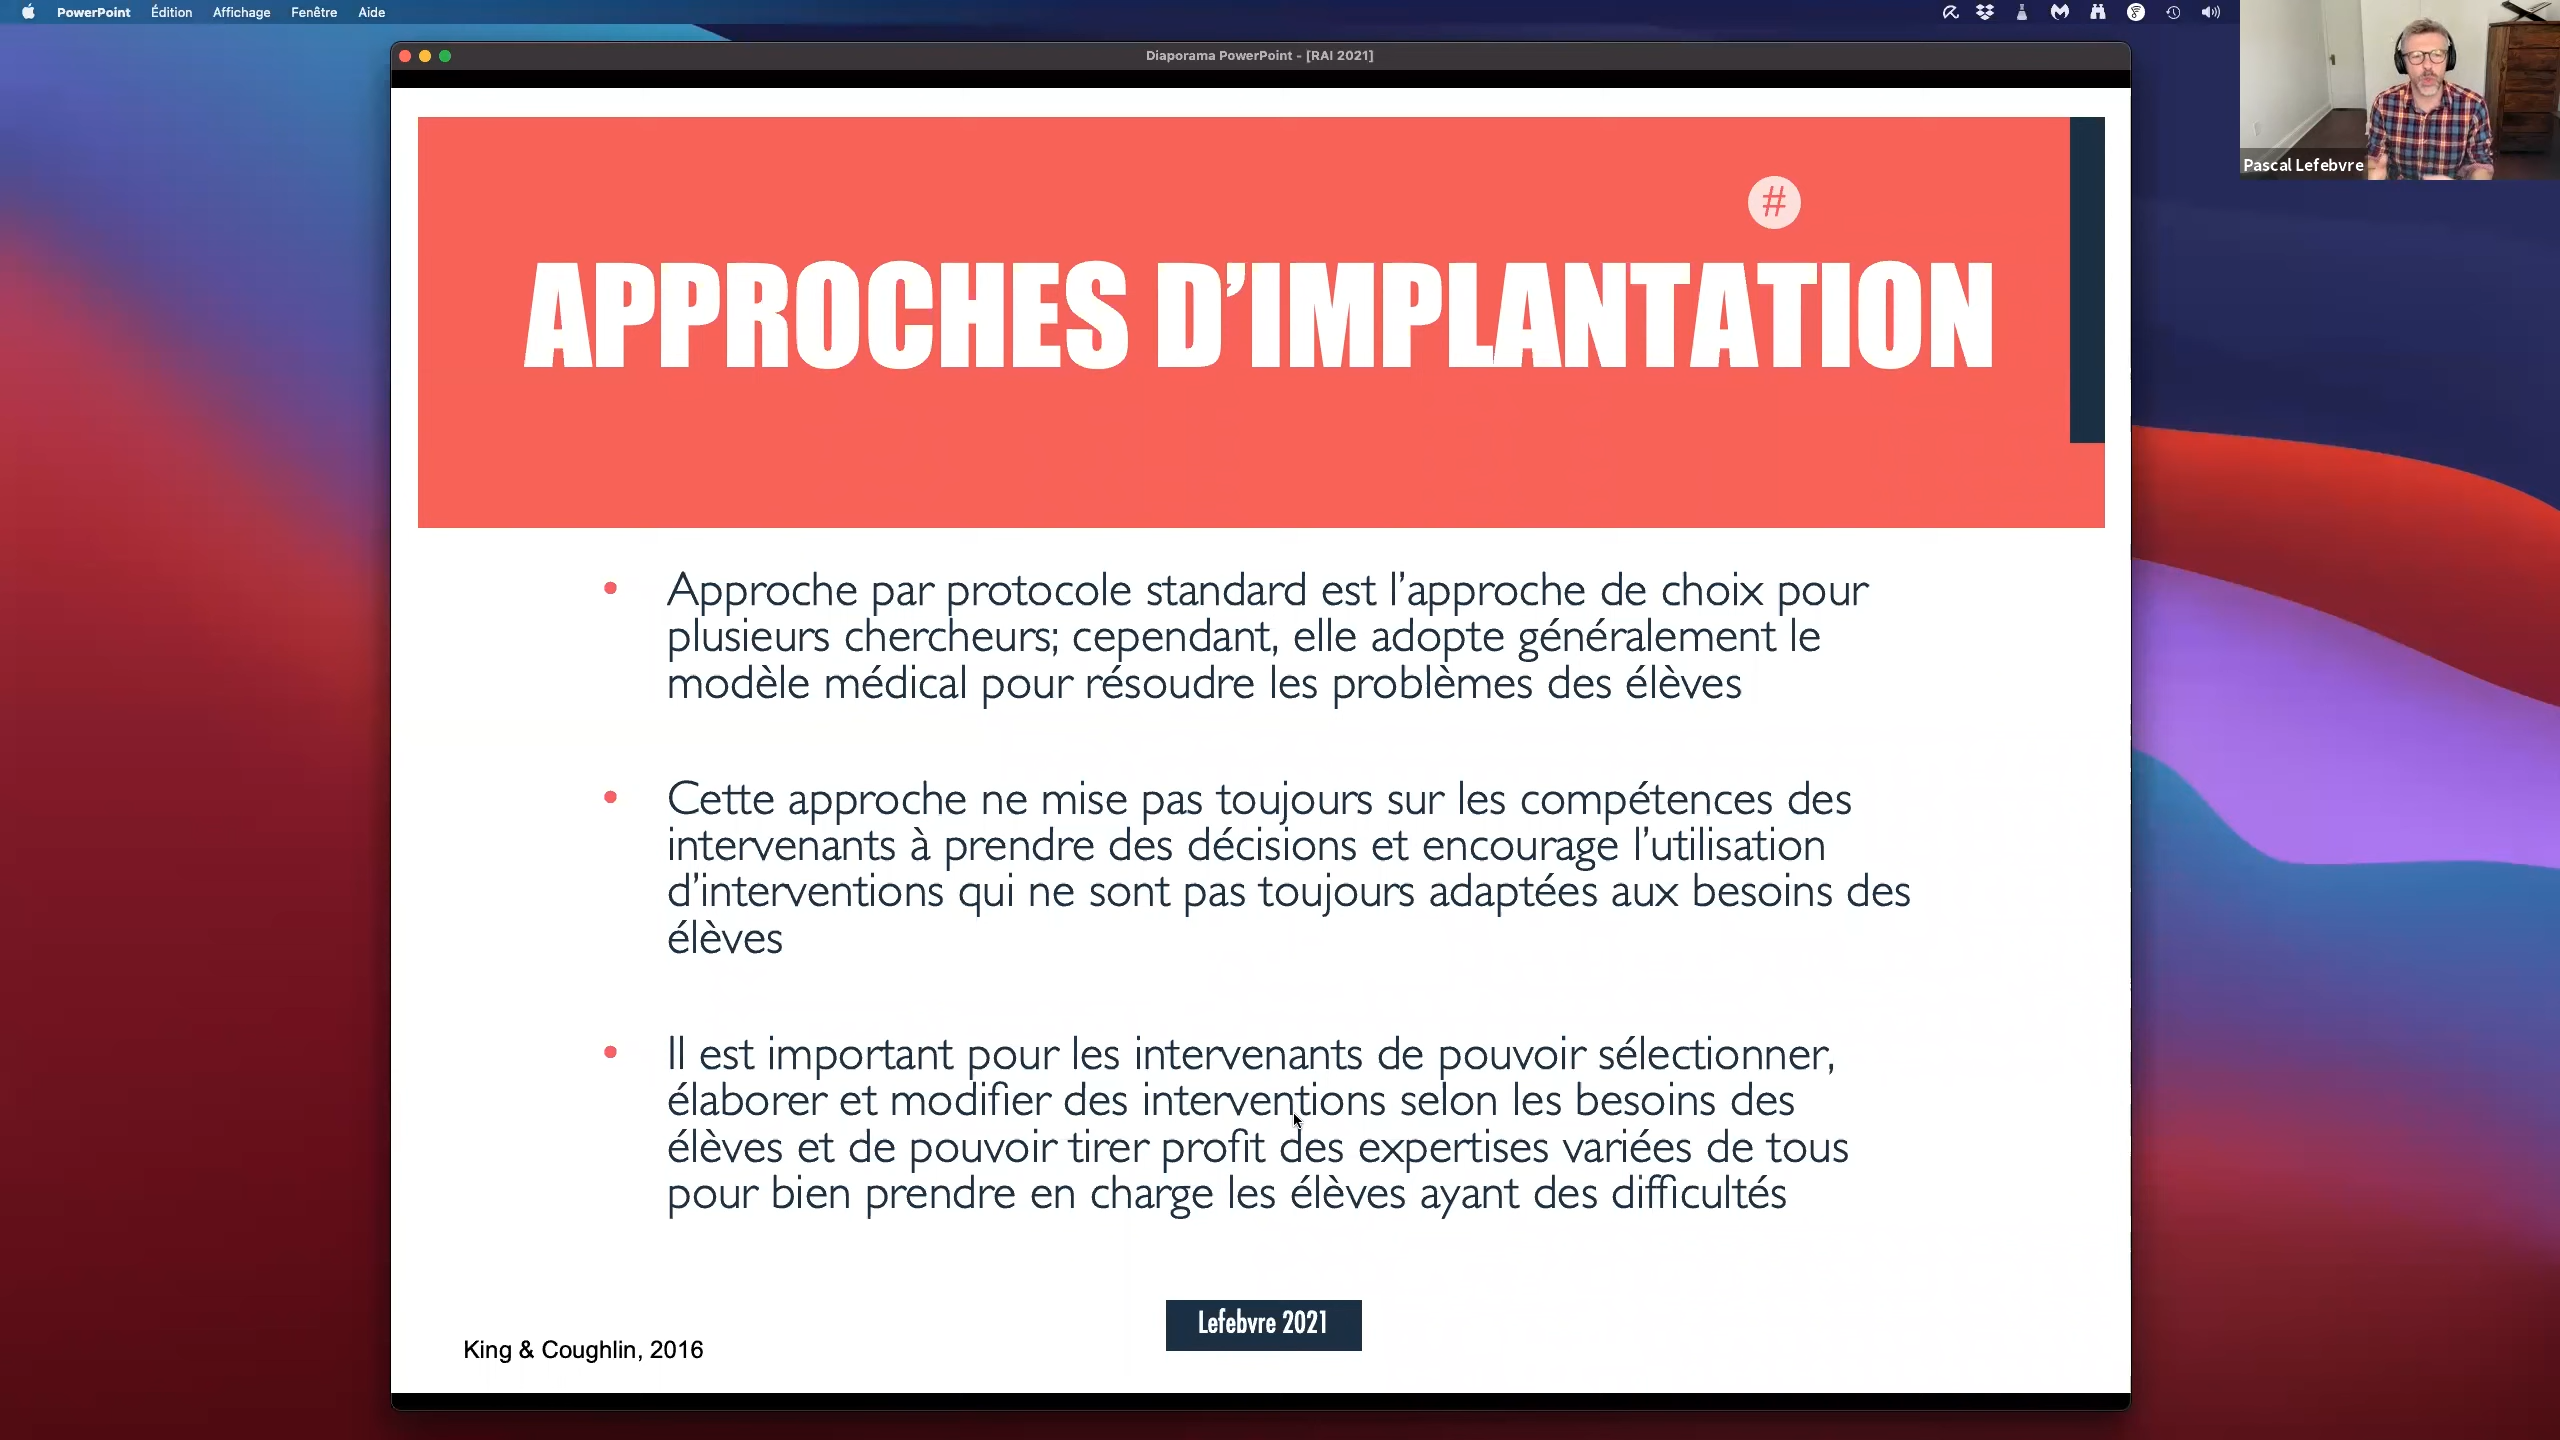 PowerPoint Édition Affichage Fenêtre Aide
Diaporama PowerPoint - [RAI 2021]
Pascal Lefebvre
#
APPROCHES D’IMPLANTATION
• Approche par protocole standard est l’approche de choix pour
plusieurs chercheurs; cependant, elle adopte généralement le
modèle médical pour résoudre les problèmes des élèves
• Cette approche ne mise pas toujours sur les compétences des
intervenants à prendre des décisions et encourage l’utilisation
d’interventions qui ne sont pas toujours adaptées aux besoins des
élèves
• Il est important pour les intervenants de pouvoir sélectionner,
élaborer et modifier des interventions selon les besoins des
élèves et de pouvoir tirer profit des expertises variées de tous
pour bien prendre en charge les élèves ayant des difficultés
Lefebvre 2021
King & Coughlin, 2016